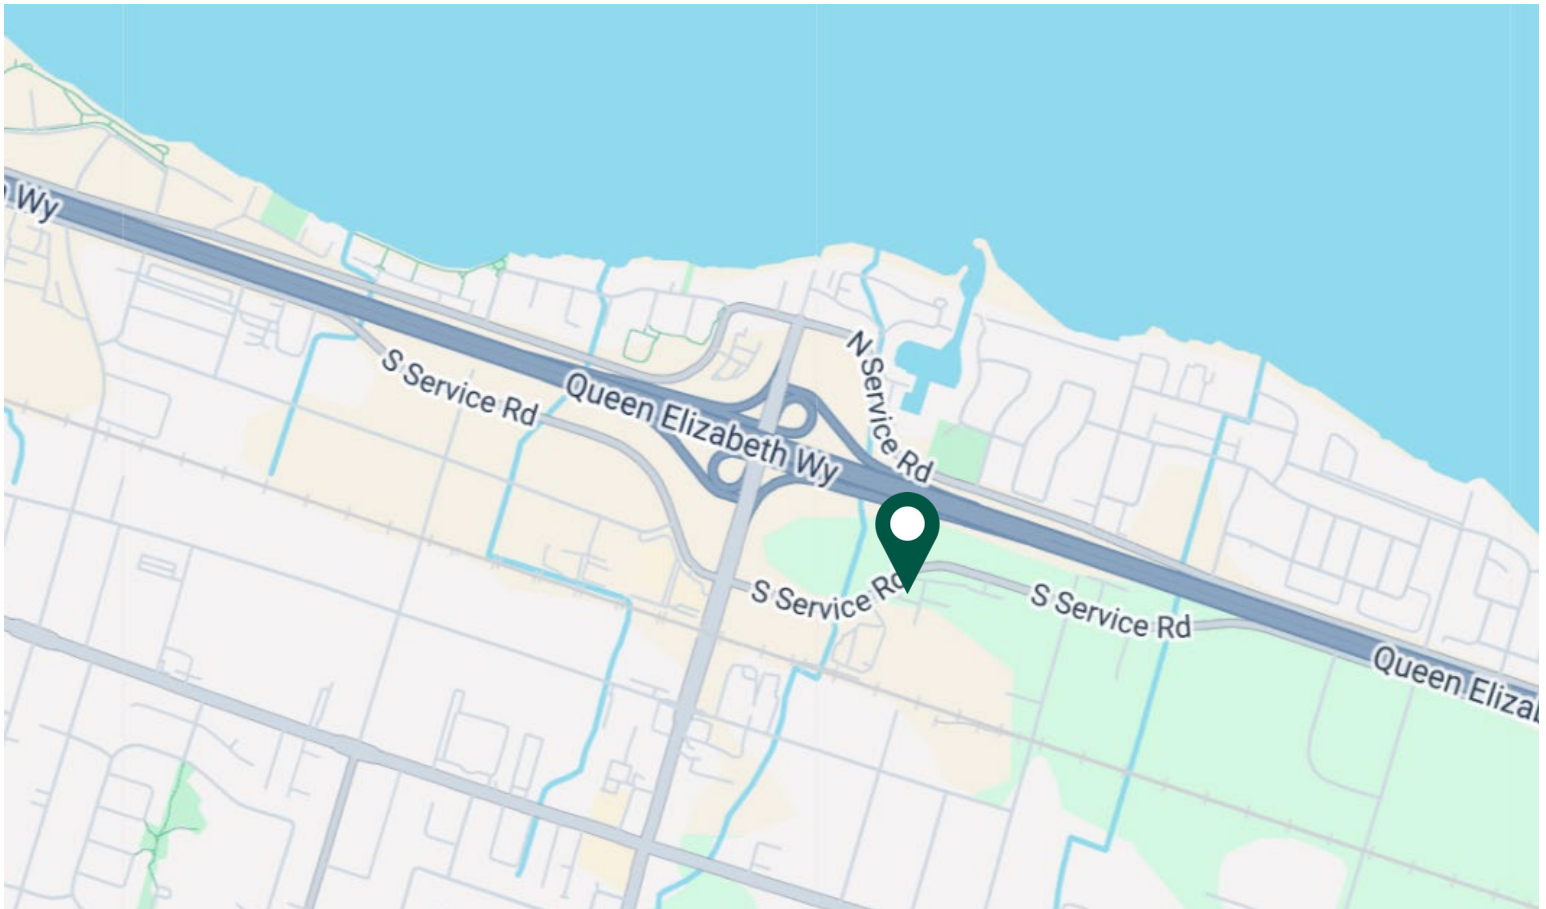 Wy
S Service Rd
Queen Elizabeth Wy
N Service Rd
S Service Rd
S Service Rd
Queen Elizab